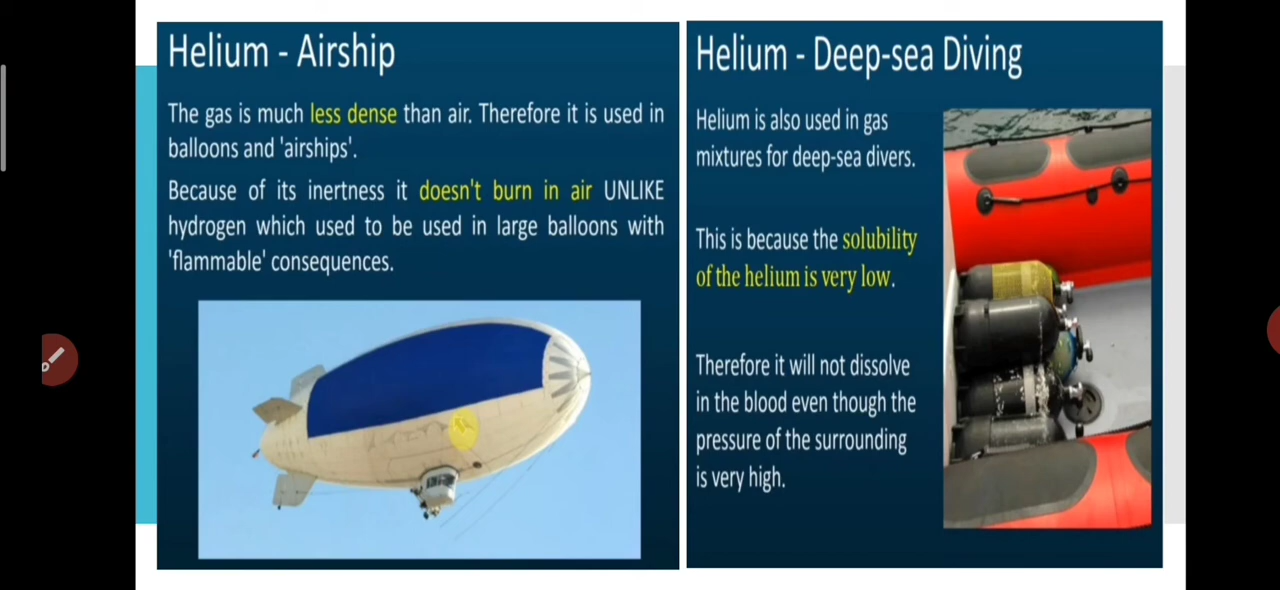 Helium - Airship
The gas is much less dense than air. Therefore it is used in
balloons and 'airships'.
Because of its inertness it doesn't burn in air UNLIKE
hydrogen which used to be used in large balloons with
'flammable' consequences.
Helium - Deep-sea Diving
Helium is also used in gas
mixtures for deep-sea divers.
This is because the solubility
of the helium is very low.
Therefore it will not dissolve
in the blood even though the
pressure of the surrounding
is very high.